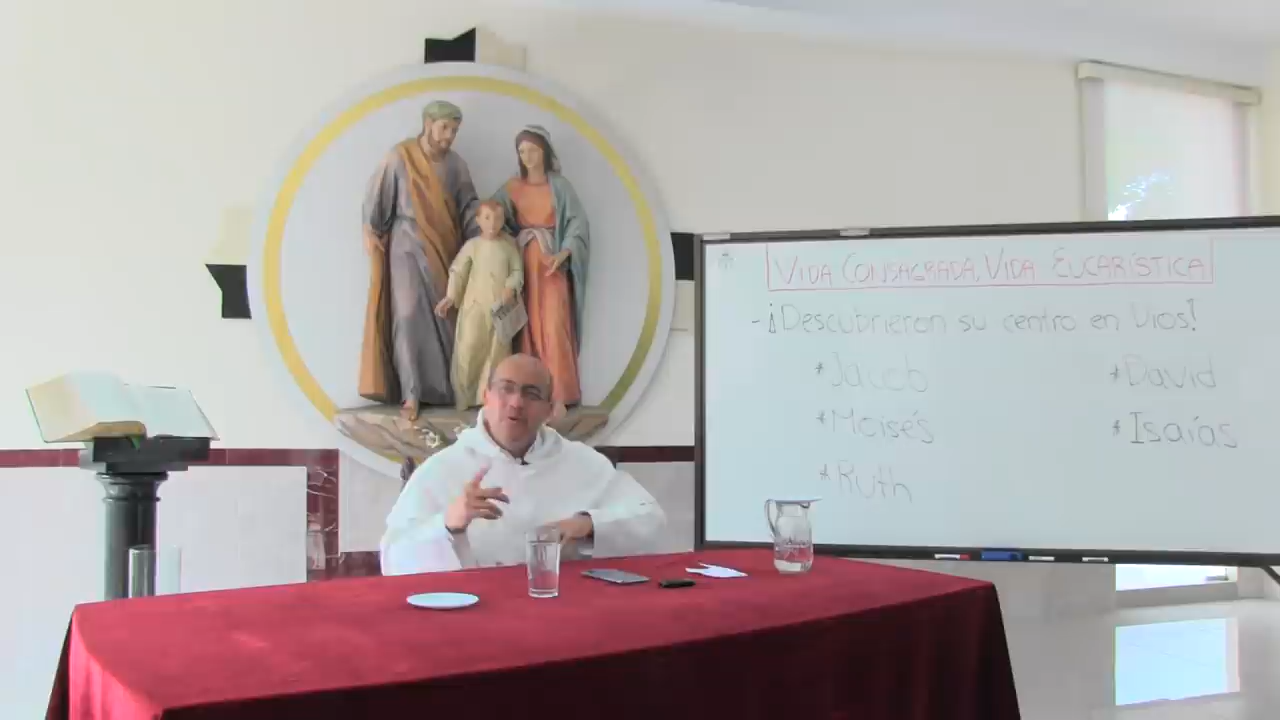 VIDA CONSAGRADA, VIDA EUCARÍSTICA
- ¡Descubrieron su centro en Dios!
* Jacob
* Moisés
* Ruth
* David
* Isaías